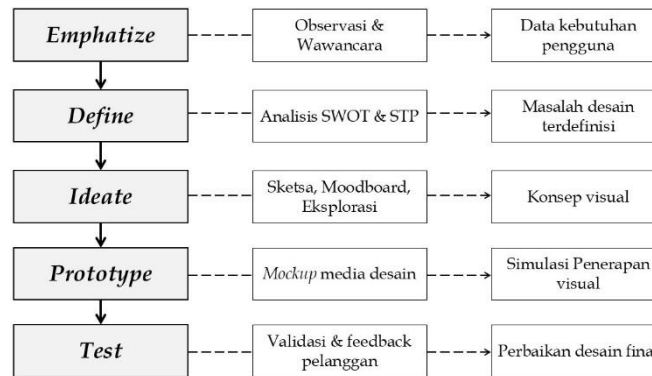 Emphatize
Observasi &
Wawancara
Data kebutuhan
pengguna
Define
Analisis SWOT & STP
Masalah desain
terdefinisi
Ideate
Sketsa, Moodboard,
Eksplorasi
Konsep visual
Prototype
Mockup media desain
Simulasi Penerapan
visual
Test
Validasi & feedback
pelanggan
Perbaikan desain final